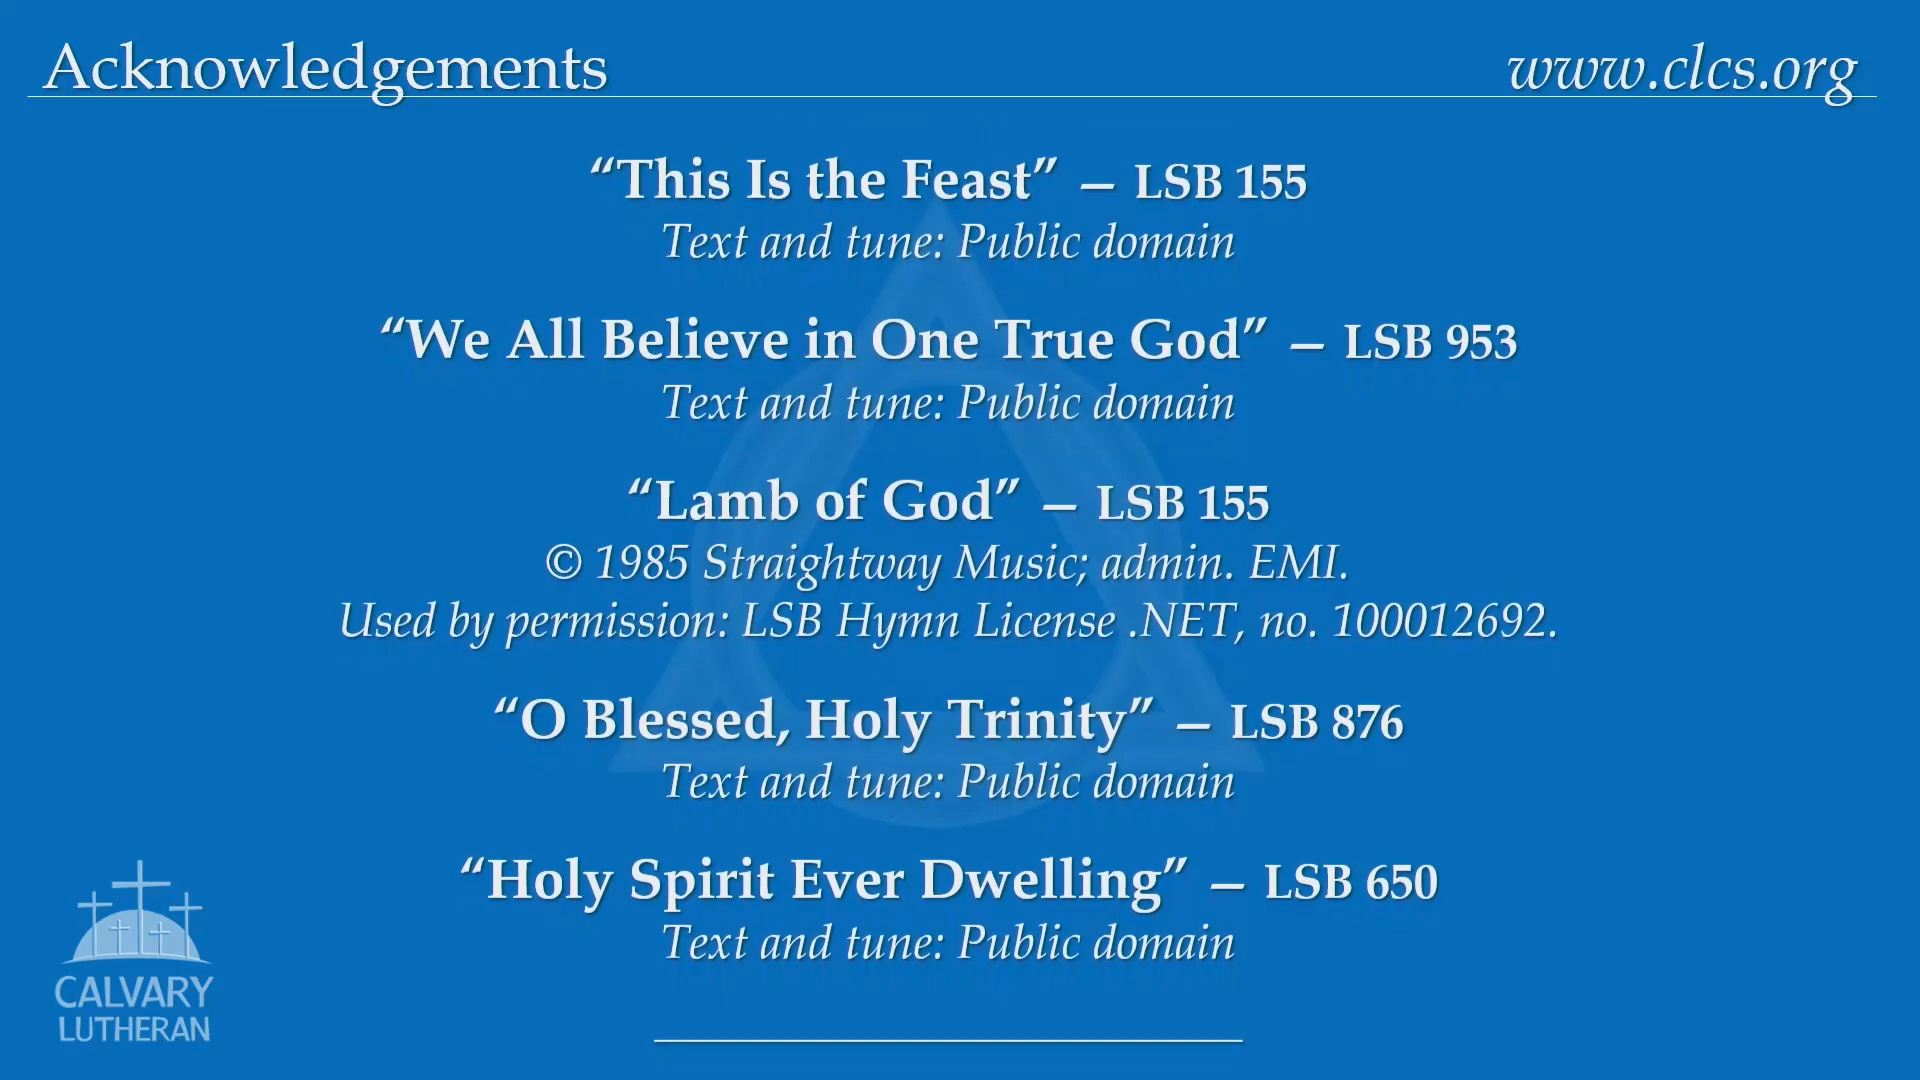 Acknowledgements
www.clcs.org
“This Is the Feast” – LSB 155
Text and tune: Public domain
“We All Believe in One True God” – LSB 953
Text and tune: Public domain
“Lamb of God” – LSB 155
© 1985 Straightway Music; admin. EMI.
Used by permission: LSB Hymn License .NET, no. 100012692.
“O Blessed, Holy Trinity” – LSB 876
Text and tune: Public domain
“Holy Spirit Ever Dwelling” – LSB 650
Text and tune: Public domain
CALVARY
LUTHERAN